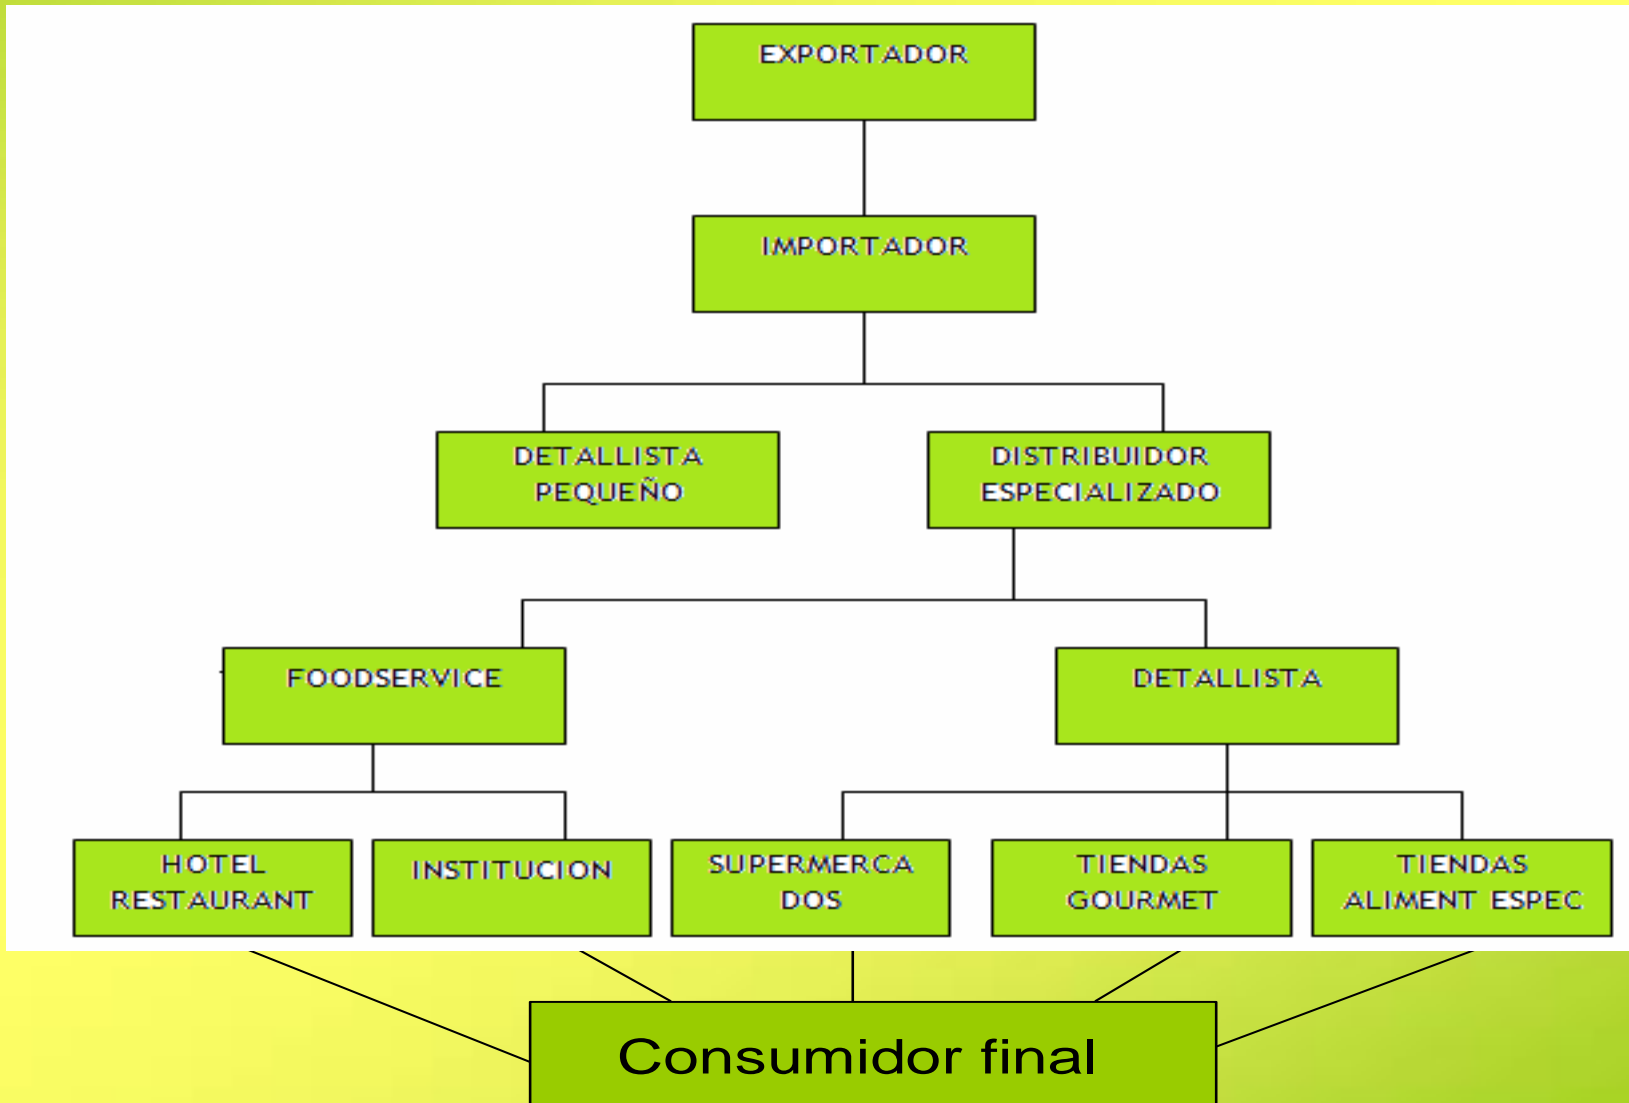 EXPORTADOR
IMPORTADOR
DETALLISTA
PEQUEÑO
DISTRIBUIDOR
ESPECIALIZADO
FOODSERVICE
DETALLISTA
HOTEL
RESTAURANT
INSTITUCION
SUPERMERCA
DOS
TIENDAS
GOURMET
TIENDAS
ALIMENT ESPEC
Consumidor final